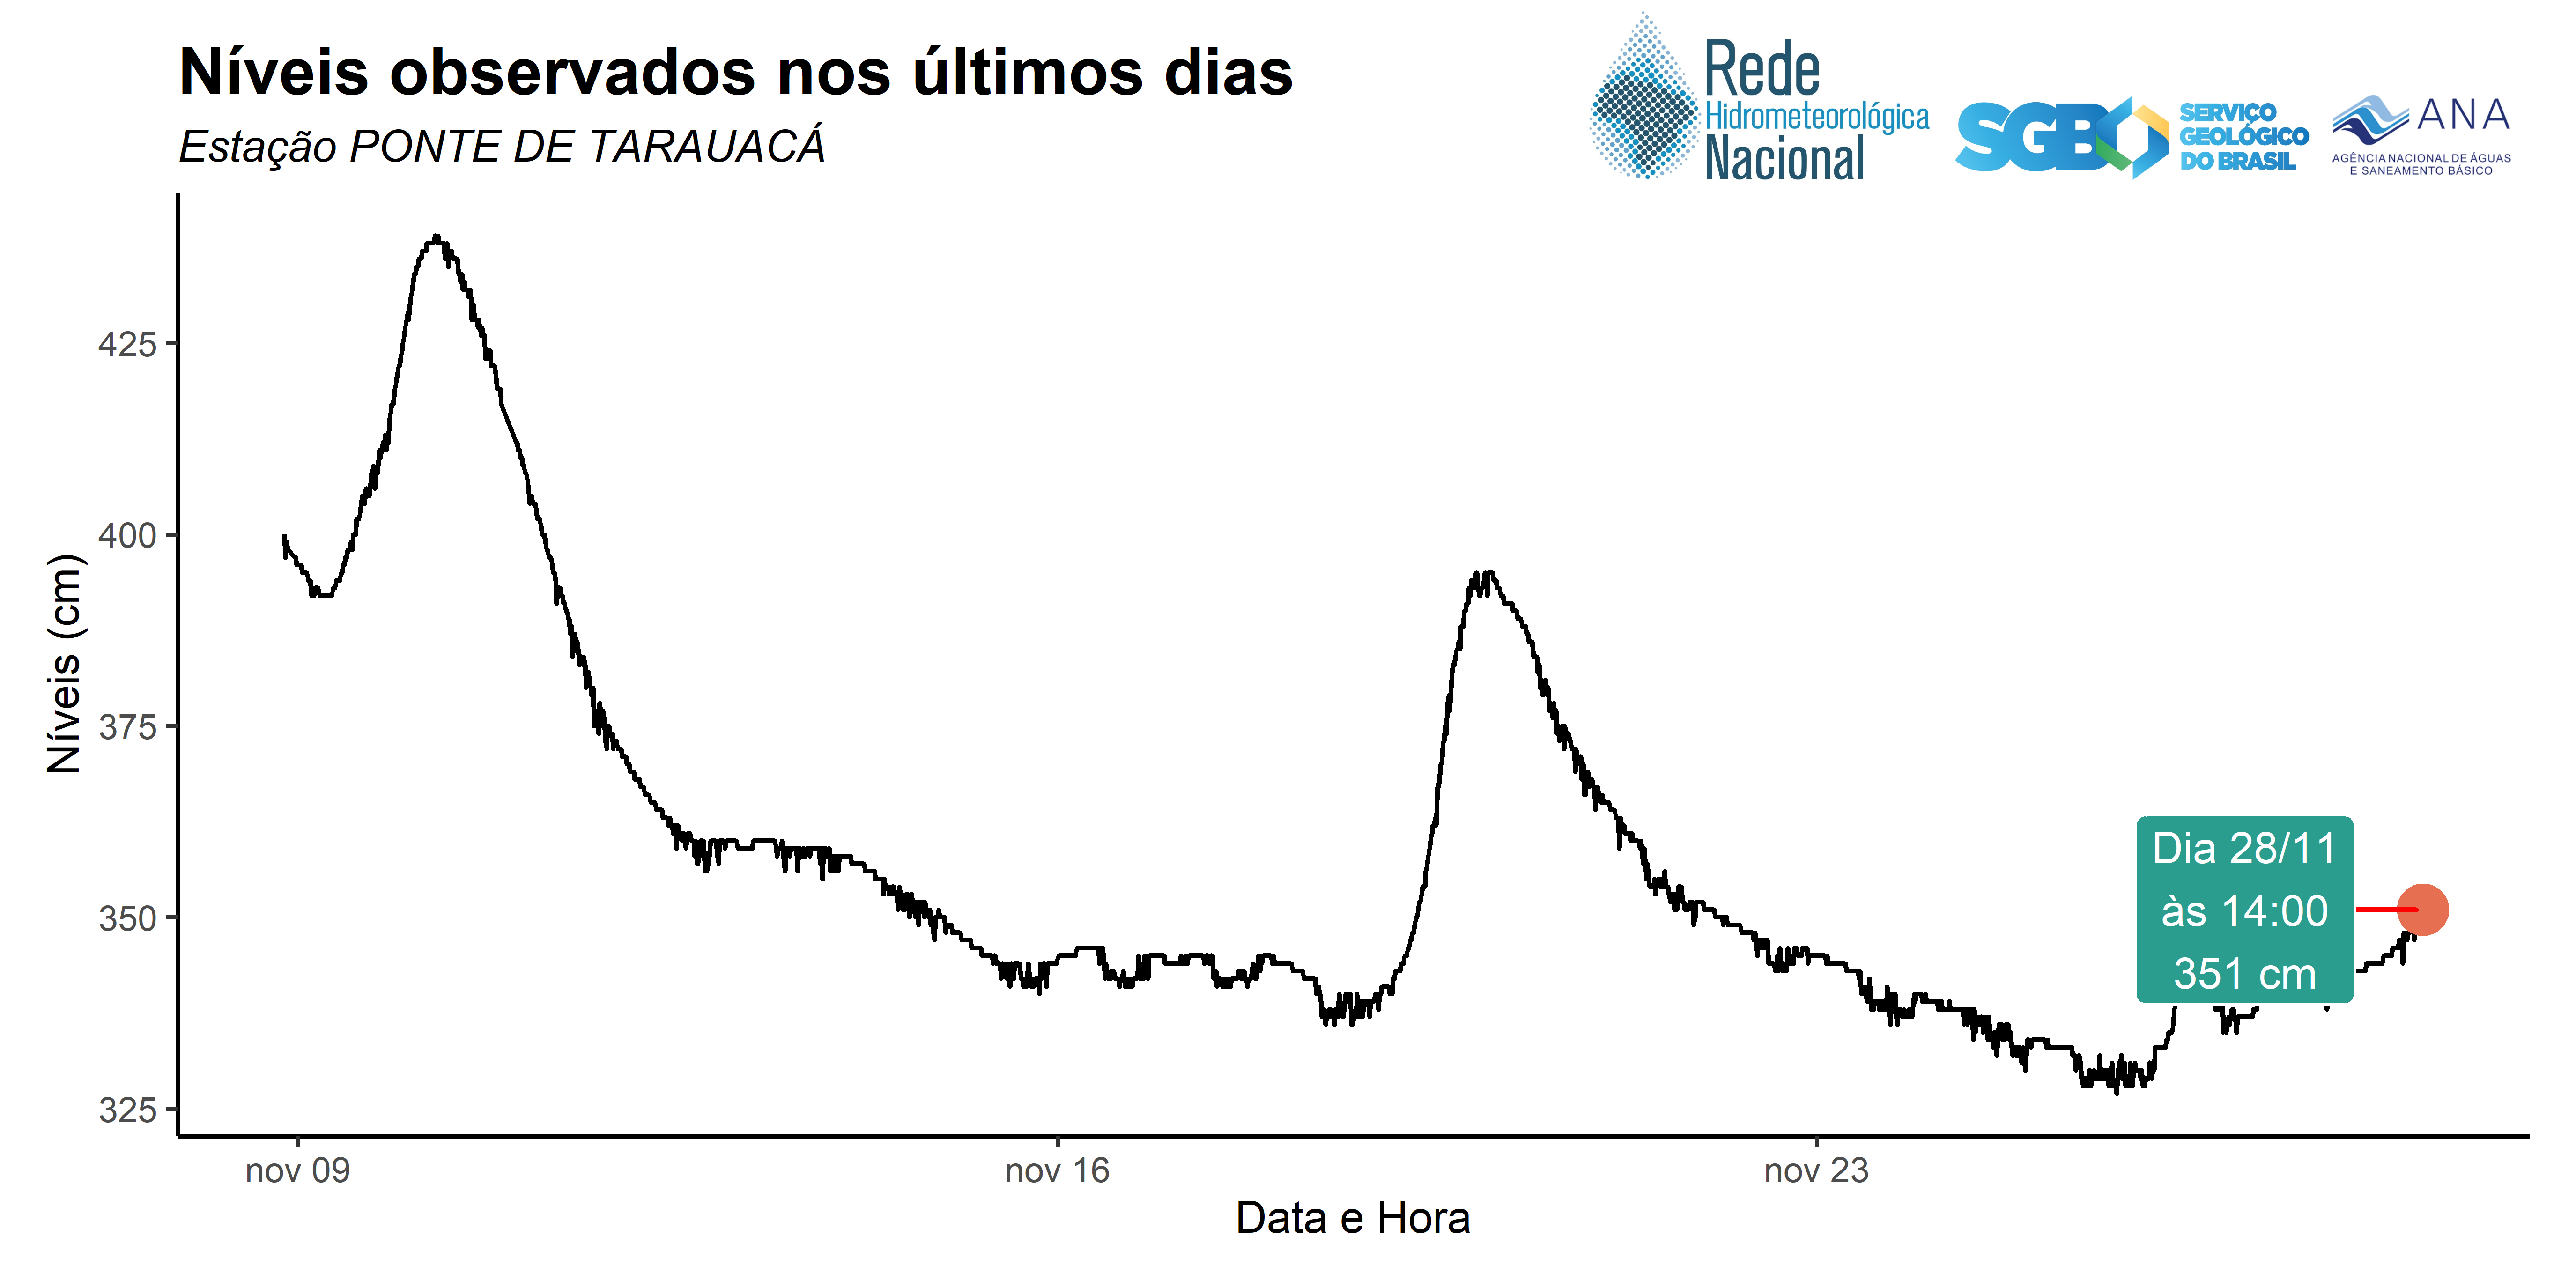 Níveis observados nos últimos dias
Estação PONTE DE TARAUACÁ
Rede
Hidrometeorológica
Nacional
SGB
SERVIÇO
GEOLÓGICO
DO BRASIL
ANA
AGÊNCIA NACIONAL DE ÁGUAS
E SANEAMENTO BÁSICO
Níveis (cm)
425
400
375
350
325
Dia 28/11
às 14:00
351 cm
nov 09
nov 16
nov 23
Data e Hora